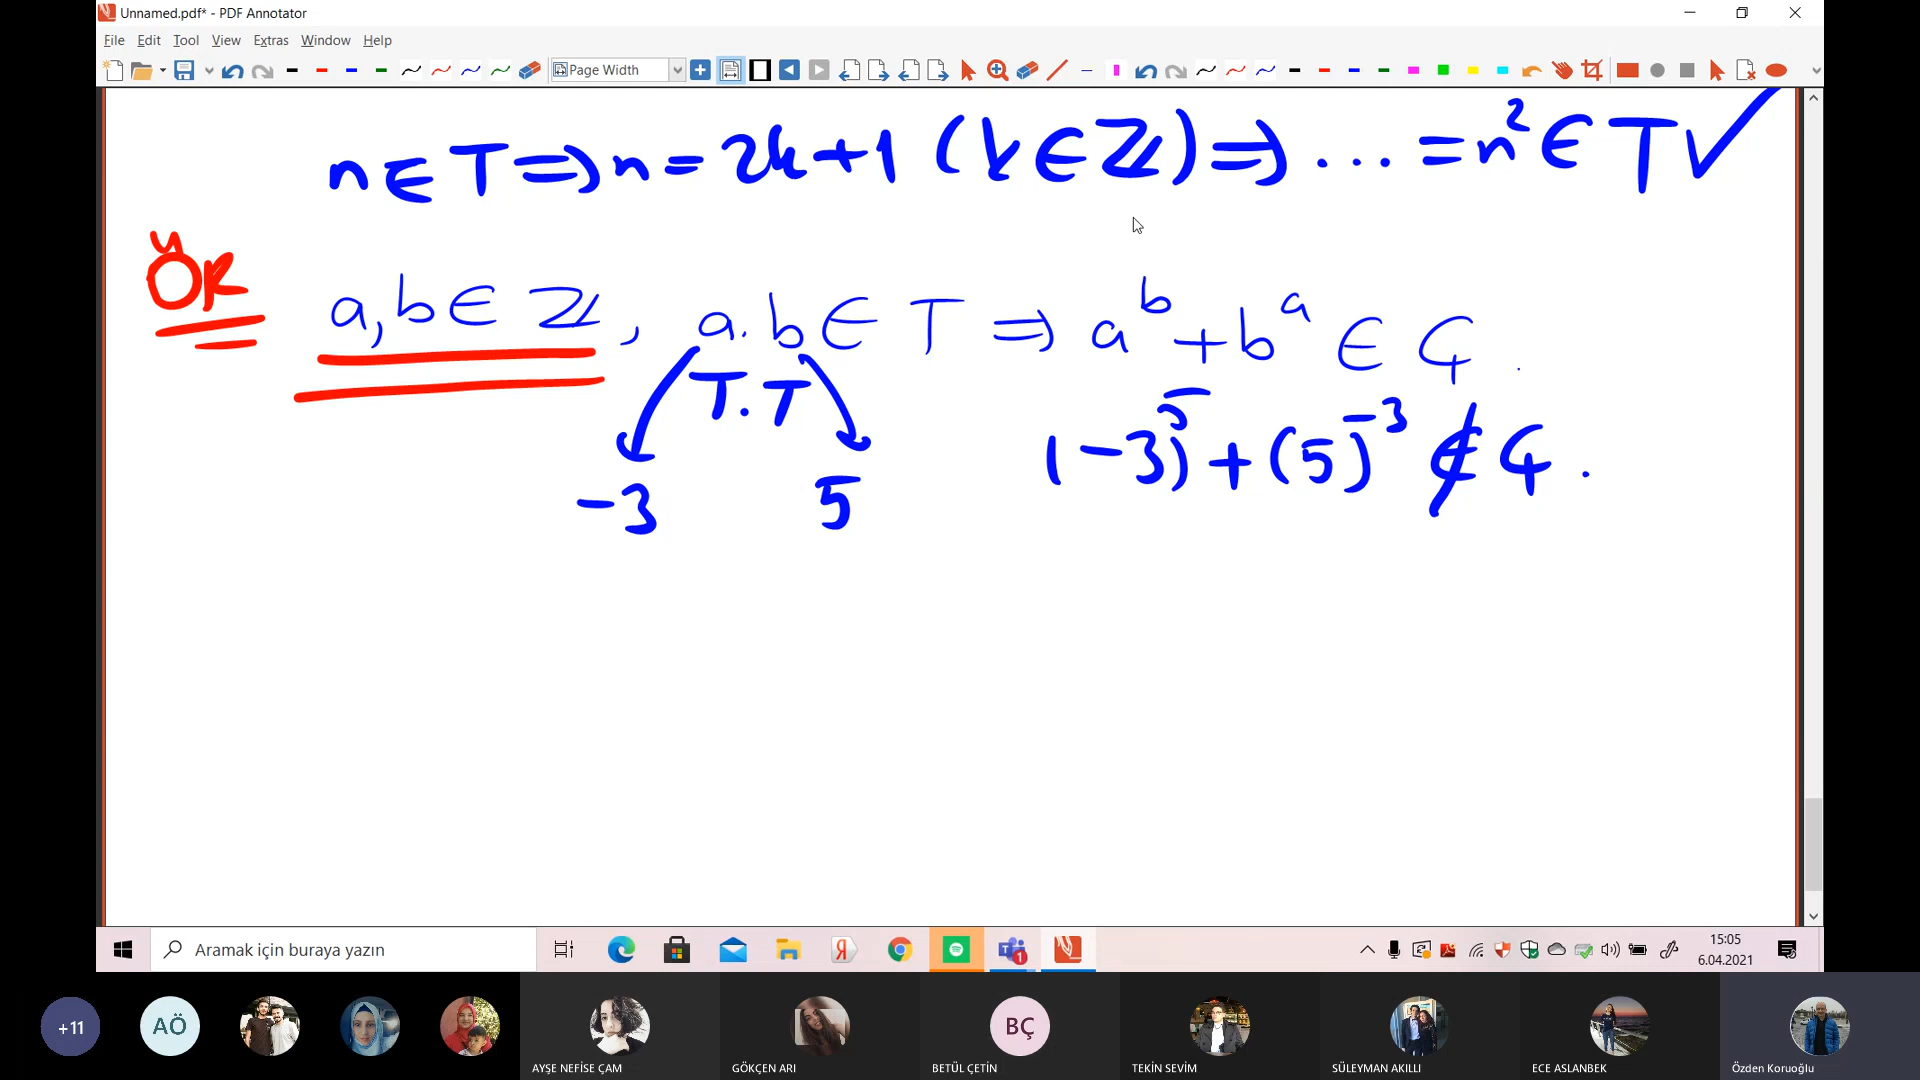 Unnamed.pdf* - PDF Annotator
File Edit Tool View Extras Window Help
Page Width
n ∈ T ⇒ n = 2k+1 (k ∈ ℤ) ⇒ ... = n² ∈ T ✓
ÖR
a, b ∈ ℤ, a.b ∈ T ⇒ a^b + b^a ∈ Ç.
T.T
-3 5
(-3)^5 + (5)^-3 ∉ Ç.
Aramak için buraya yazın
1
15:05
6.04.2021
+11
AÖ
BÇ
AYŞE NEFİSE ÇAM
GÖKÇEN ARI
BETÜL ÇETİN
TEKİN SEVİM
SÜLEYMAN AKILLI
ECE ASLANBEK
Özden Koruoğlu